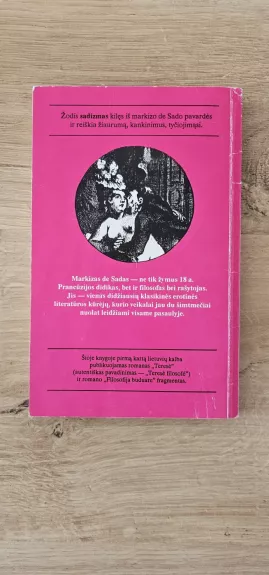 Žodis sadizmas kilęs iš markizo de Sado pavardės
ir reiškia žiaurumą, kankinimus, tyčiojimąsi.
Markizas de Sadas — ne tik žymus 18 a.
Prancūzijos didikas, bet ir filosofas bei rašytojas.
Jis — vienas didžiausių klasikinės erotinės
literatūros kūrėjų, kurio veikalai jau du šimtmečiai
nuolat leidžiami visame pasaulyje.
Šioje knygoje pirmą kartą lietuvių kalba
publikuojamas romanas „Teresė“
(autentiškas pavadinimas — „Teresė filosofė“)
ir romano „Filosofija buduare“ fragmentas.